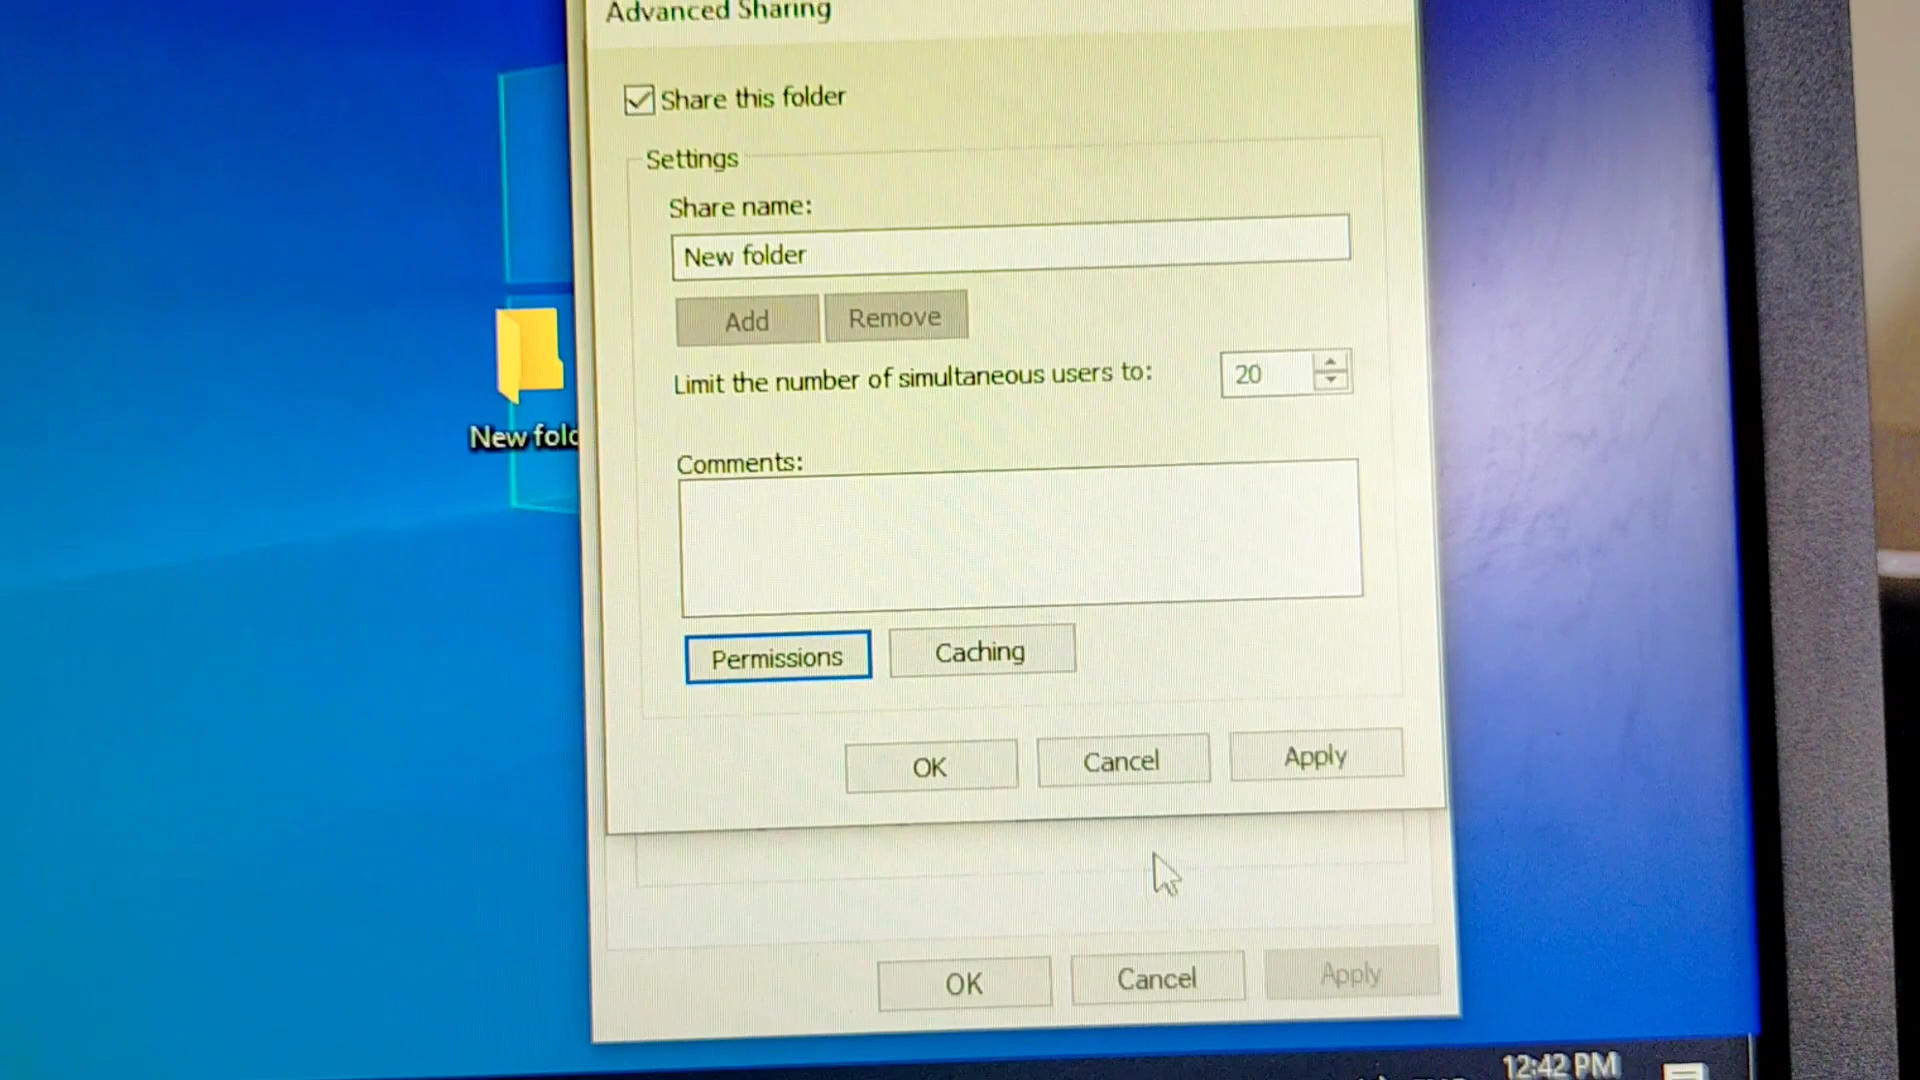 Advanced Sharing
Share this folder
Settings
Share name:
New folder
Add
Remove
Limit the number of simultaneous users to:
20
New fol
Comments:
Permissions
Caching
OK
Cancel
Apply
OK
Cancel
Apply
12:42 PM